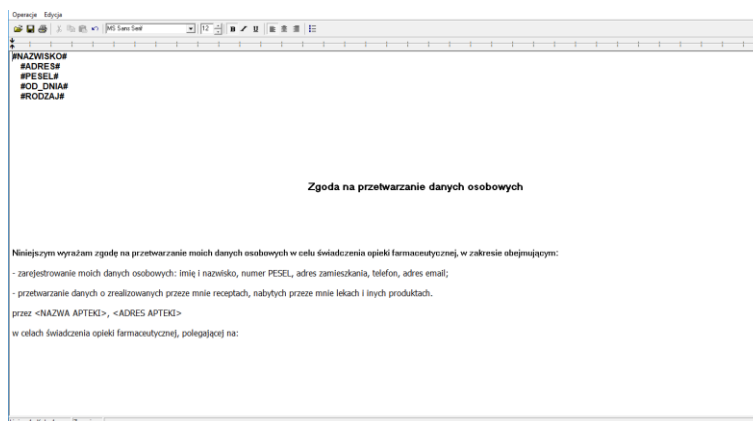 Operacje Edycja
MS Sans Serif 12 B U
#NAZWISKO#
#ADRES#
#PESEL#
#OD_DNIA#
#RODZAJ#
Zgoda na przetwarzanie danych osobowych
Niniejszym wyrażam zgodę na przetwarzanie moich danych osobowych w celu świadczenia opieki farmaceutycznej, w zakresie obejmującym:
- zarejestrowanie moich danych osobowych: imię i nazwisko, numer PESEL, adres zamieszkania, telefon, adres email;
- przetwarzanie danych o zrealizowanych przeze mnie receptach, nabytych przeze mnie lekach i inych produktach.
przez <NAZWA APTEKI>, <ADRES APTEKI>
w celach świadczenia opieki farmaceutycznej, polegającej na: